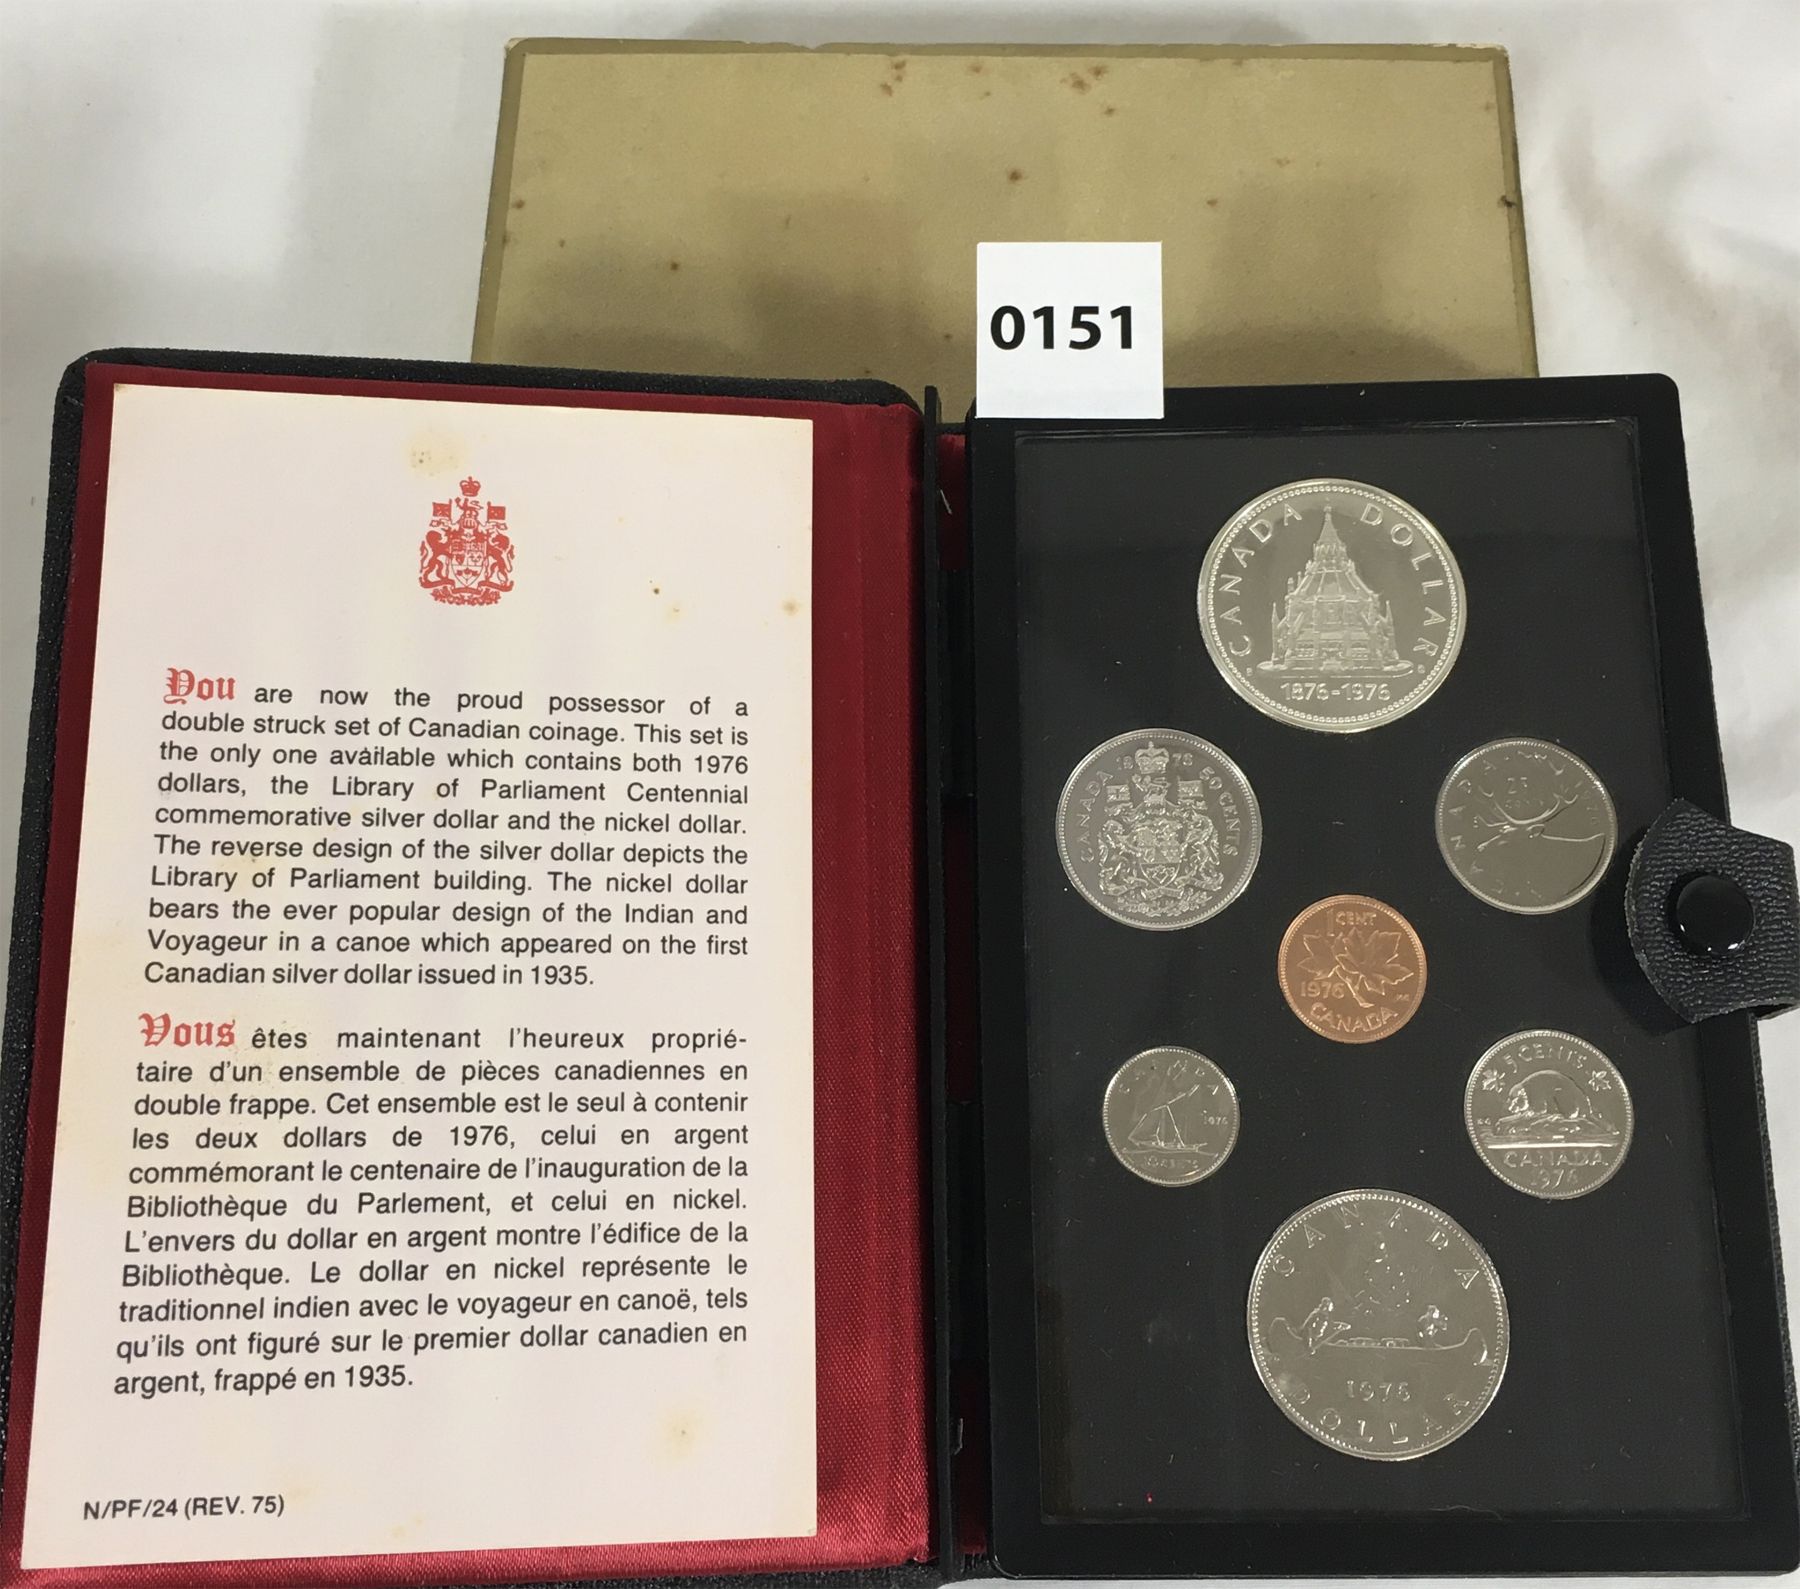 0151
You are now the proud possessor of a
double struck set of Canadian coinage. This set is
the only one available which contains both 1976
dollars, the Library of Parliament Centennial
commemorative silver dollar and the nickel dollar.
The reverse design of the silver dollar depicts the
Library of Parliament building. The nickel dollar
bears the ever popular design of the Indian and
Voyageur in a canoe which appeared on the first
Canadian silver dollar issued in 1935.
Vous êtes maintenant l'heureux proprié-
taire d'un ensemble de pièces canadiennes en
double frappe. Cet ensemble est le seul à contenir
les deux dollars de 1976, celui en argent
commémorant le centenaire de l'inauguration de la
Bibliothèque du Parlement, et celui en nickel.
L'envers du dollar en argent montre l'édifice de la
Bibliothèque. Le dollar en nickel représente le
traditionnel indien avec le voyageur en canoë, tels
qu'ils ont figuré sur le premier dollar canadien en
argent, frappé en 1935.
N/PF/24 (REV. 75)
CANADA DOLLAR
1876-1976
CANADA 1976 50 CENTS
CANADA 25 CENTS 1976
1 CENT
1976
CANADA
CANADA
1976
10 CENTS
5 CENTS
CANADA
1976
CANADA
1976
DOLLAR